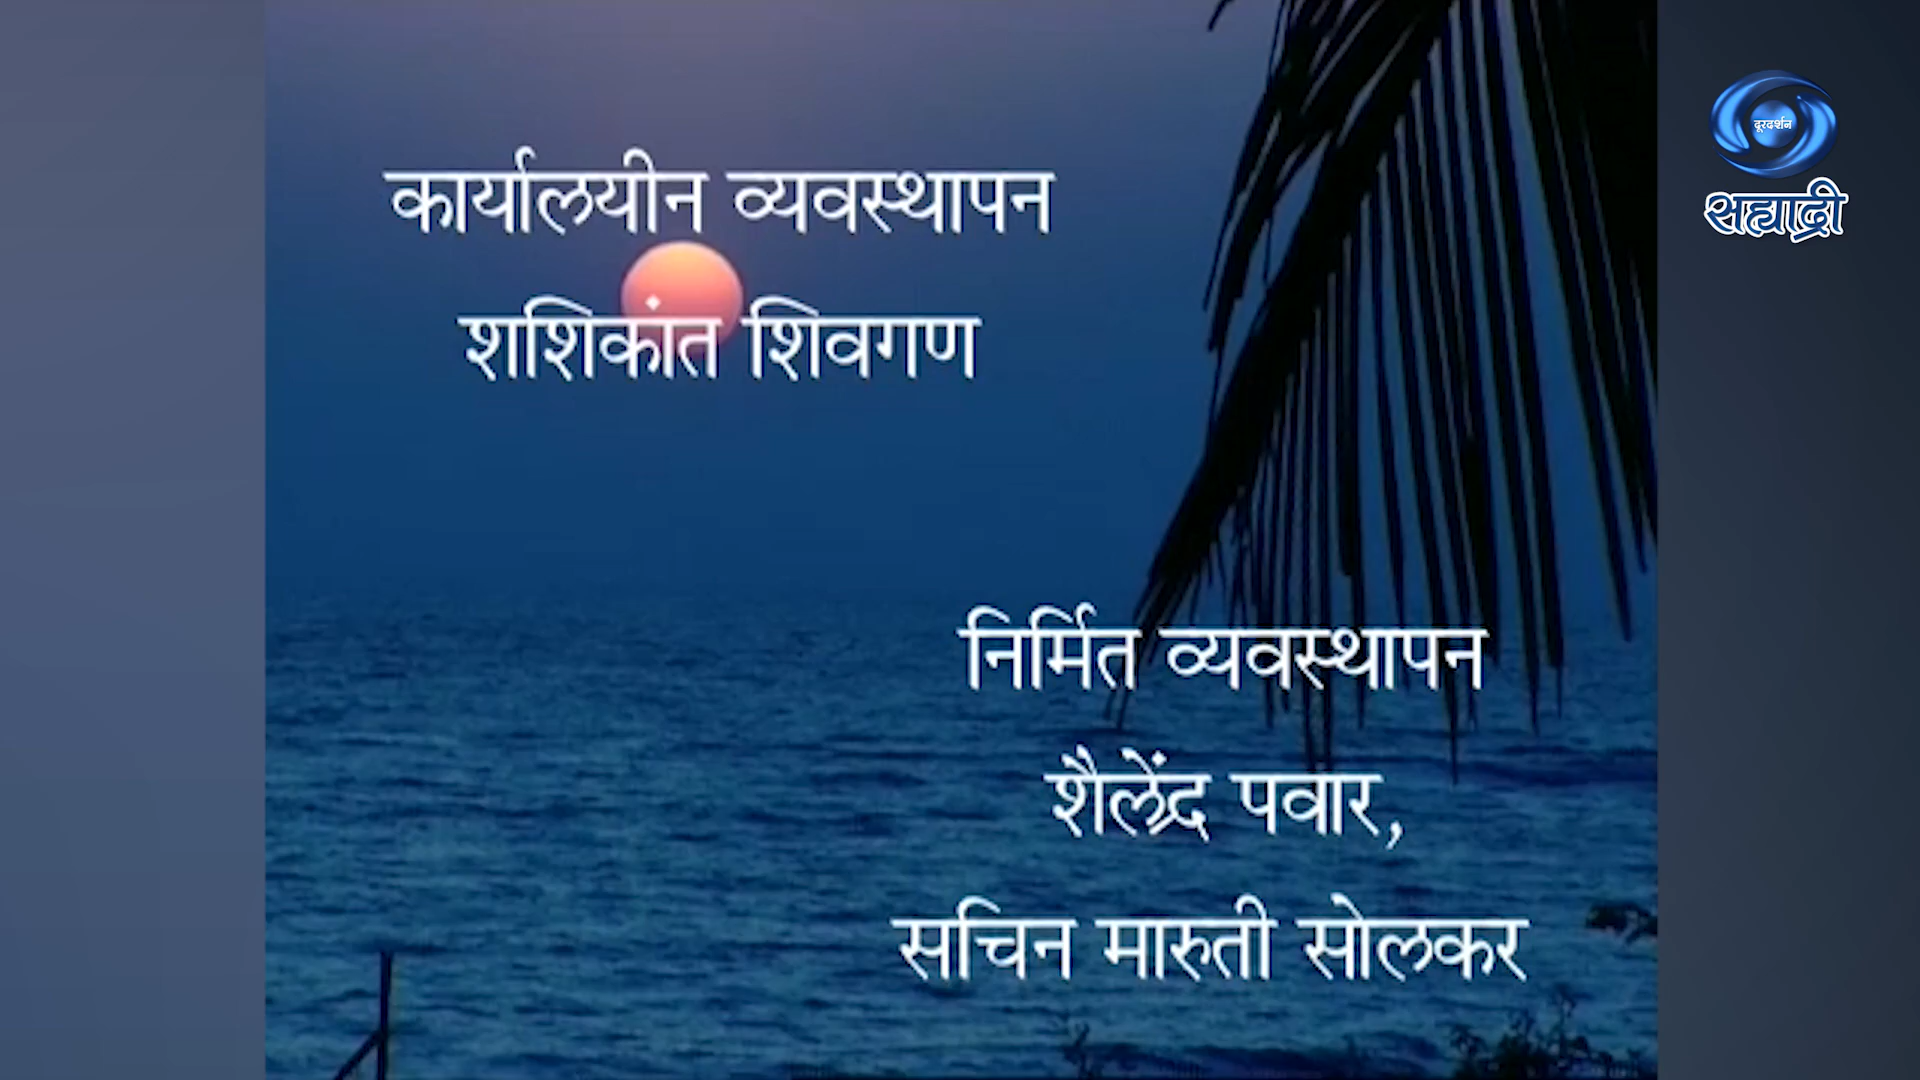 कार्यालयीन व्यवस्थापन
शशिकांत शिवगण
निर्मित व्यवस्थापन
शैलेंद्र पवार,
सचिन मारुती सोलकर
दूरदर्शन
सह्याद्री